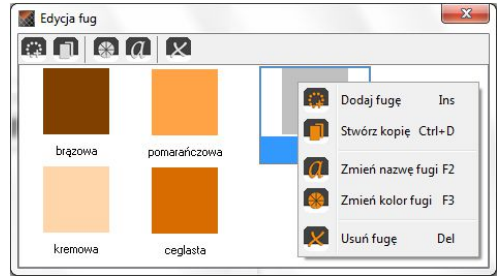 Edycja fug
brązowa
pomarańczowa
kremowa
ceglasta
Dodaj fugę Ins
Stwórz kopię Ctrl+D
Zmień nazwę fugi F2
Zmień kolor fugi F3
Usuń fugę Del